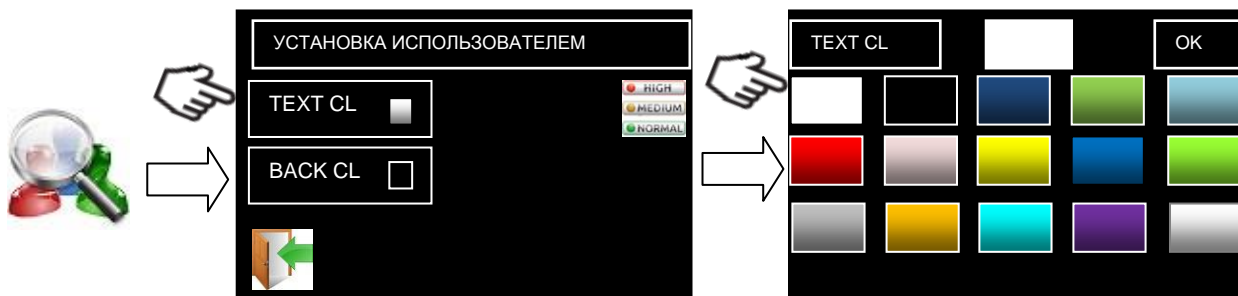 УСТАНОВКА ИСПОЛЬЗОВАТЕЛЕМ
TEXT CL
HIGH
MEDIUM
NORMAL
BACK CL
TEXT CL
OK